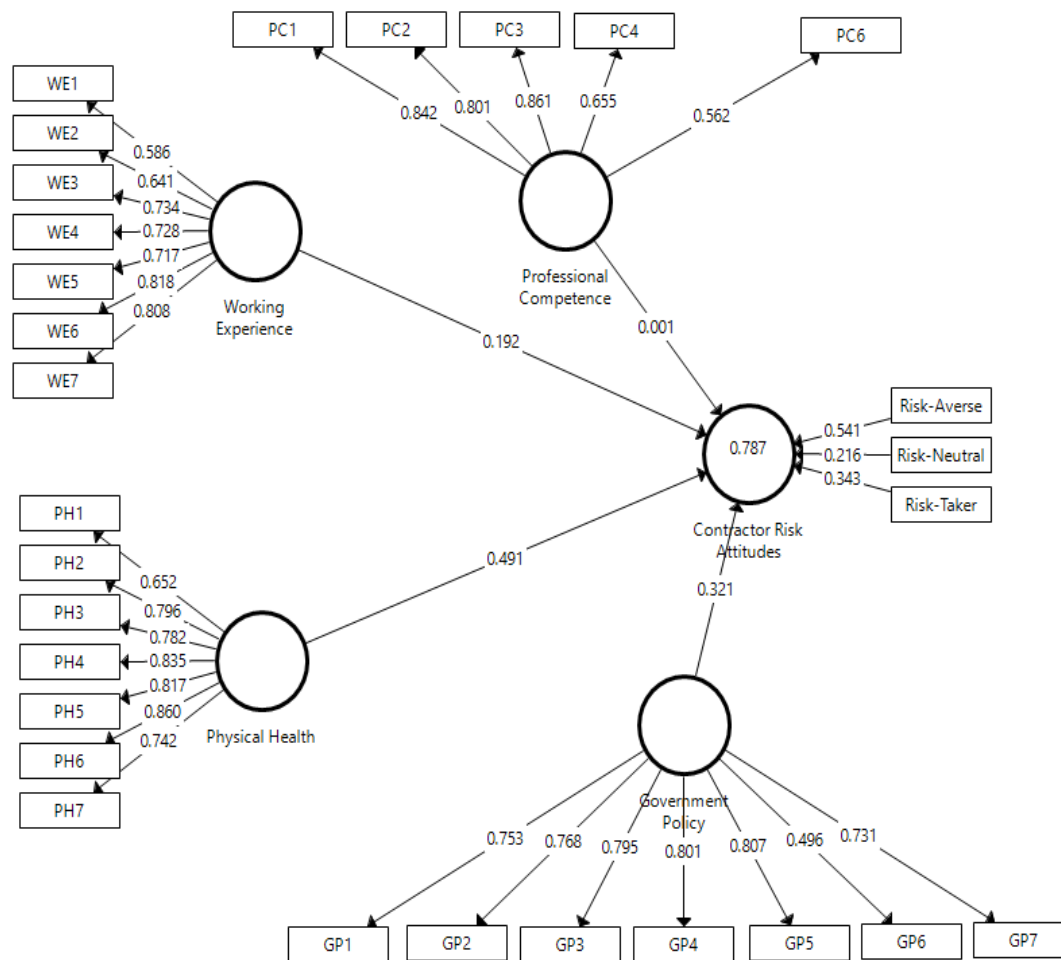 PC1
PC2
PC3
PC4
PC6
0.842
0.801
0.861
0.655
0.562
WE1
WE2
WE3
WE4
WE5
WE6
WE7
0.586
0.641
0.734
0.728
0.717
0.818
0.808
Working
Experience
Professional
Competence
0.192
0.001
0.787
Contractor Risk
Attitudes
Risk-Averse
Risk-Neutral
Risk-Taker
0.541
0.216
0.343
PH1
PH2
PH3
PH4
PH5
PH6
PH7
0.652
0.796
0.782
0.835
0.817
0.860
0.742
Physical Health
0.491
0.321
Government
Policy
0.753
0.768
0.795
0.801
0.807
0.496
0.731
GP1
GP2
GP3
GP4
GP5
GP6
GP7